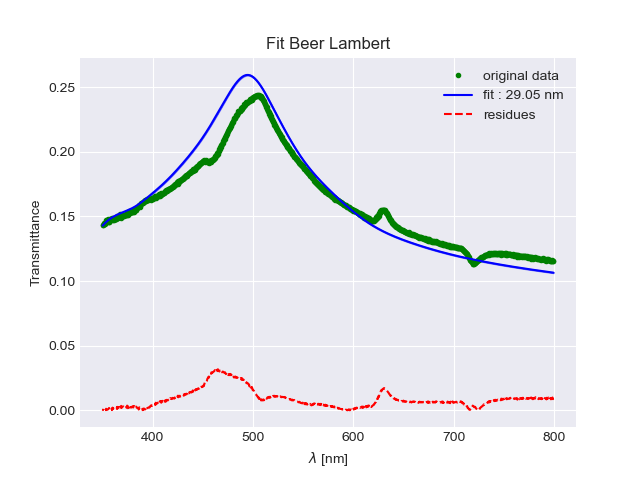 Fit Beer Lambert
original data
fit : 29.05 nm
residues
Transmittance
0.25
0.20
0.15
0.10
0.05
0.00
400 500 600 700 800
λ [nm]